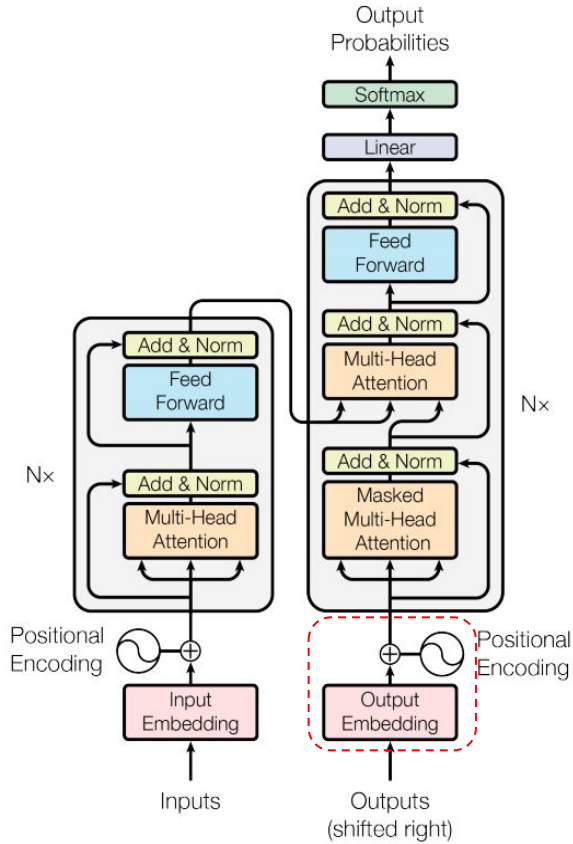 Output
Probabilities
Softmax
Linear
Add & Norm
Feed
Forward
Add & Norm
Multi-Head
Attention
Add & Norm
Masked
Multi-Head
Attention
N×
Positional
Encoding
Output
Embedding
Outputs
(shifted right)
Add & Norm
Feed
Forward
Add & Norm
Multi-Head
Attention
N×
Positional
Encoding
Input
Embedding
Inputs